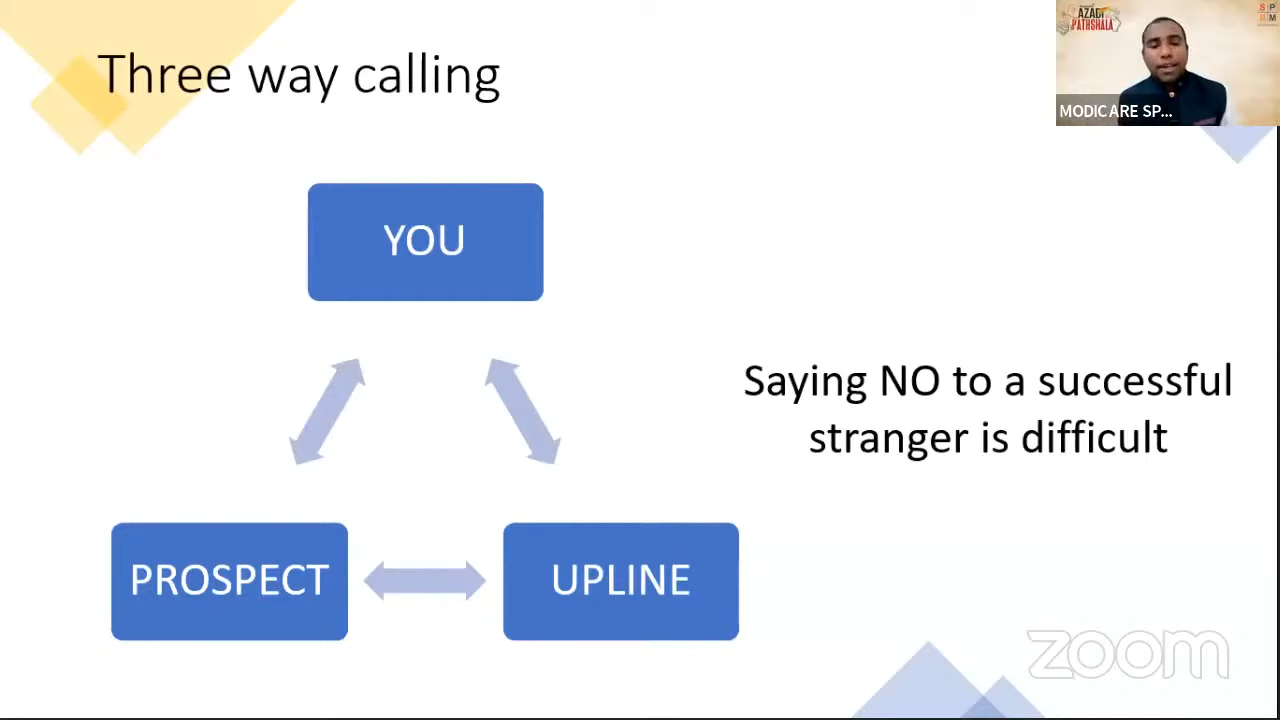 Three way calling
AZADI
PATHSHALA
S P
B M
MODICARE SP...
YOU
Saying NO to a successful
stranger is difficult
PROSPECT
UPLINE
zoom